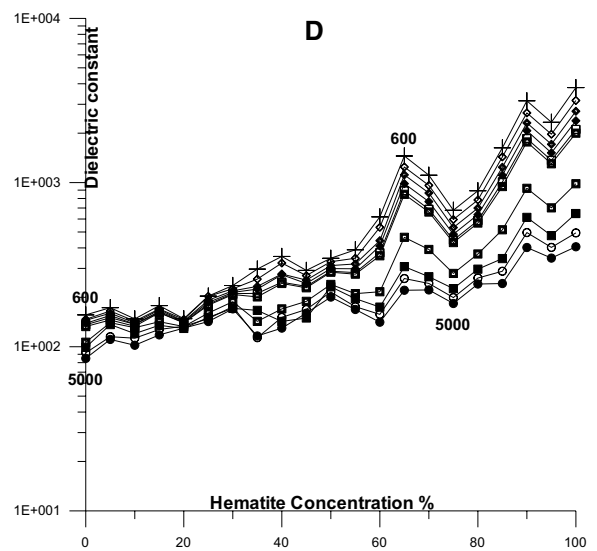 D
1E+004
Dielectric constant
600
1E+003
600
5000
5000
1E+002
Hematite Concentration %
1E+001
0 20 40 60 80 100